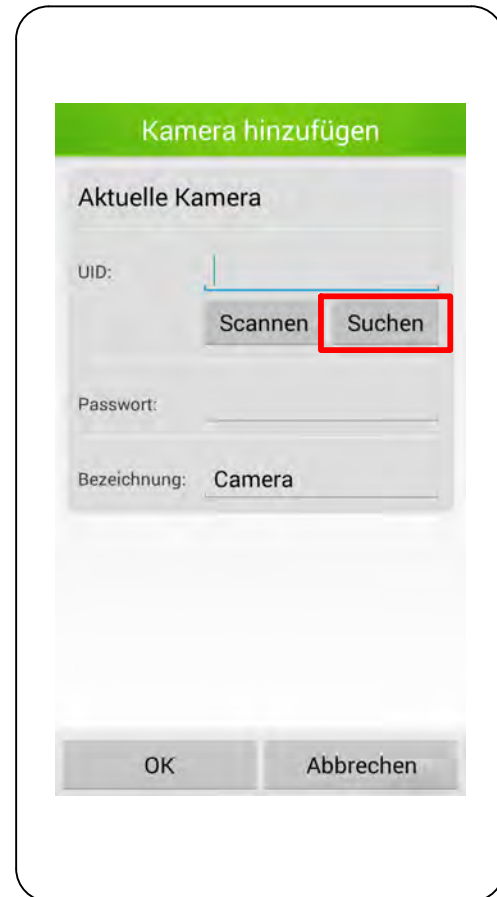 Kamera hinzufügen
Aktuelle Kamera
UID:
Scannen Suchen
Passwort:
Bezeichnung: Camera
OK Abbrechen